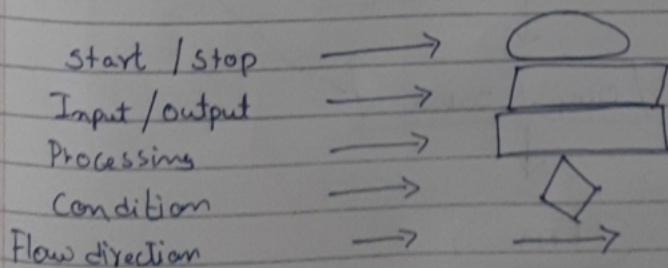 Start / Stop
Input / output
Processing
Condition
Flow direction